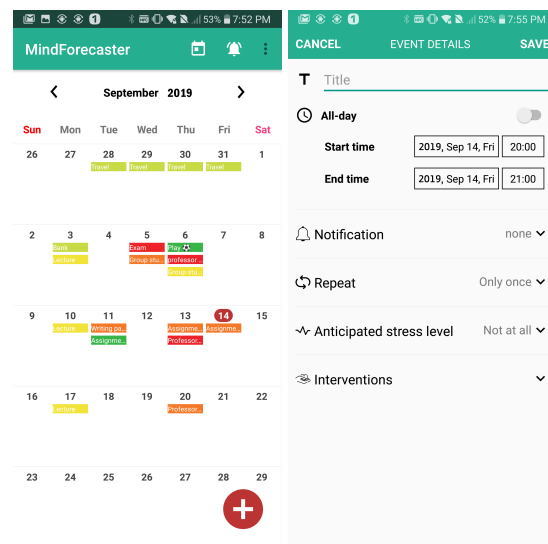 1 53% 7:52 PM
MindForecaster
September 2019
Sun Mon Tue Wed Thu Fri Sat
26 27 28 29 30 31 1
Travel Travel Travel Travel
2 3 4 5 6 7 8
Bank Exam Play ⚽
Lecture Group stu... professor ...
Group stu...
9 10 11 12 13 14 15
Lecture Writing pa... Assignme... Assignme...
Assignme... Professor...
16 17 18 19 20 21 22
Lecture Professor...
23 24 25 26 27 28 29
+
1 52% 7:55 PM
CANCEL EVENT DETAILS SAVE
T Title
All-day
Start time 2019, Sep 14, Fri 20:00
End time 2019, Sep 14, Fri 21:00
Notification none
Repeat Only once
Anticipated stress level Not at all
Interventions